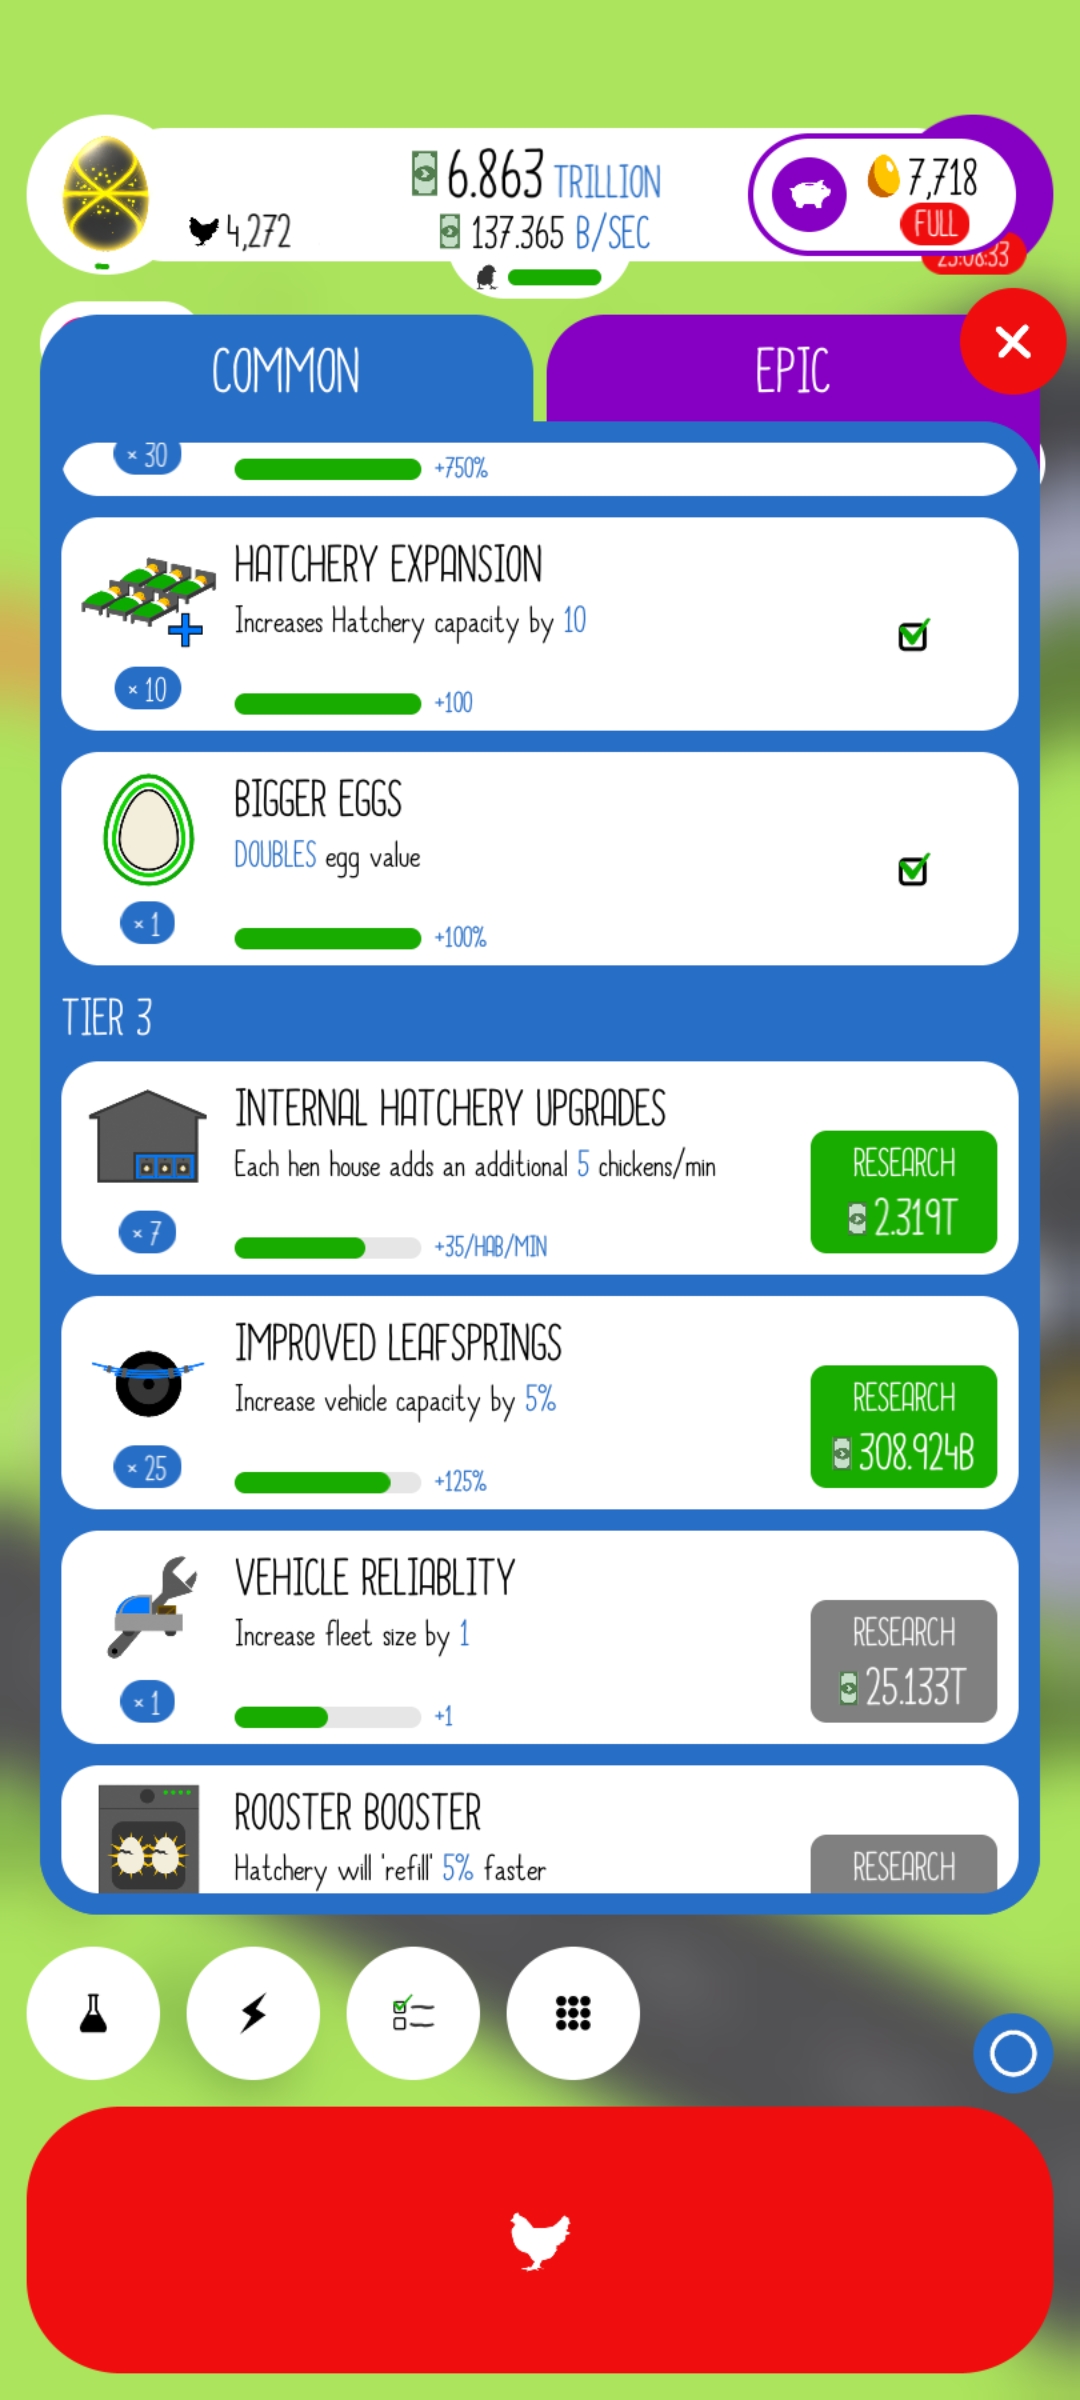 6.863 TRILLION
4,272
137.365 B/SEC
7,718
FULL
23:08:33
COMMON
EPIC
× 30
+750%
HATCHERY EXPANSION
Increases Hatchery capacity by 10
× 10
+100
BIGGER EGGS
DOUBLES egg value
× 1
+100%
TIER 3
INTERNAL HATCHERY UPGRADES
Each hen house adds an additional 5 chickens/min
RESEARCH
2.319T
× 7
+35/HAB/MIN
IMPROVED LEAFSPRINGS
Increase vehicle capacity by 5%
RESEARCH
308.924B
× 25
+125%
VEHICLE RELIABLITY
Increase fleet size by 1
RESEARCH
25.133T
× 1
+1
ROOSTER BOOSTER
Hatchery will 'refill' 5% faster
RESEARCH